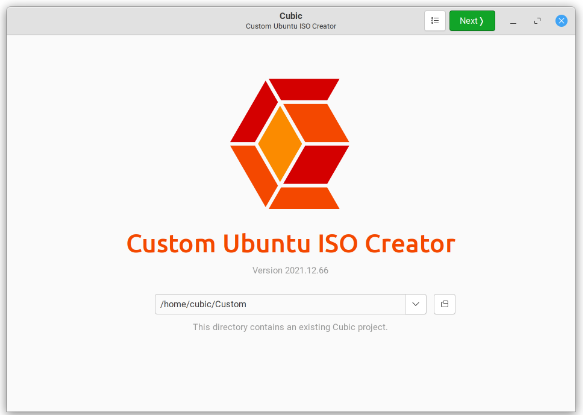 Cubic
Custom Ubuntu ISO Creator
Next ❭
Custom Ubuntu ISO Creator
Version 2021.12.66
/home/cubic/Custom
This directory contains an existing Cubic project.